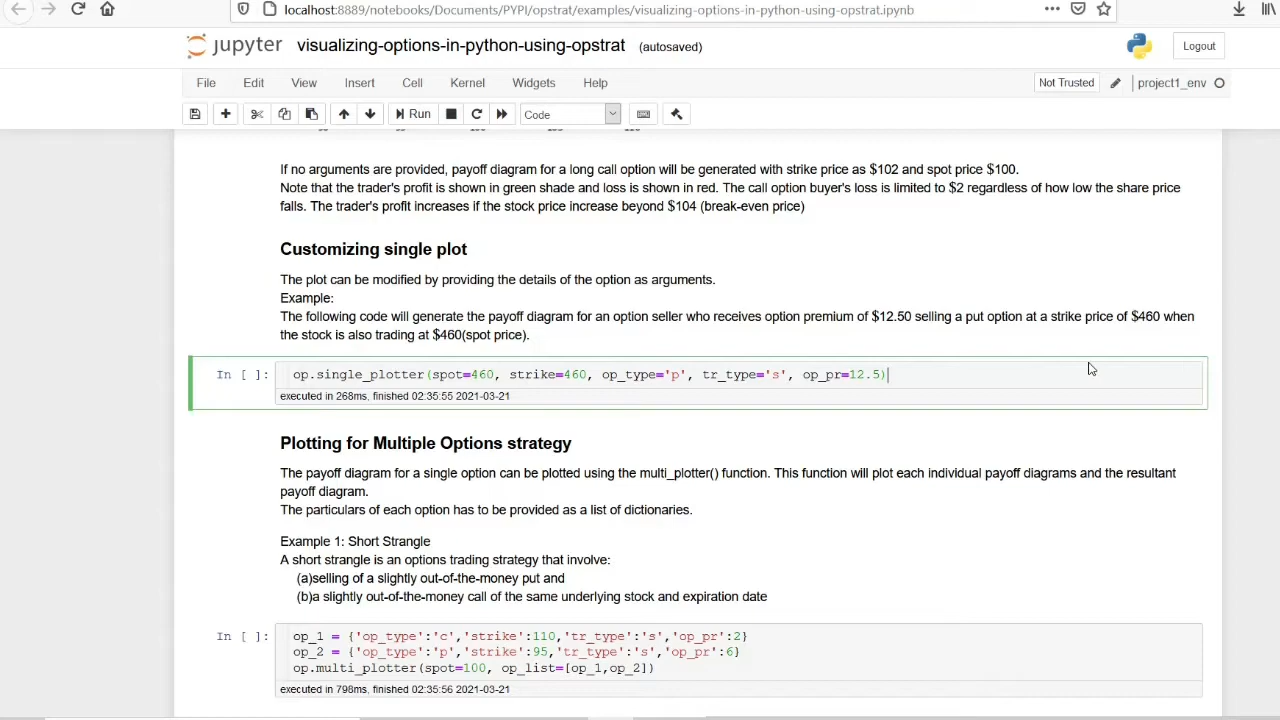 localhost:8889/notebooks/Documents/PYPI/opstrat/examples/visualizing-options-in-python-using-opstrat.ipynb
jupyter visualizing-options-in-python-using-opstrat (autosaved)
Logout
File Edit View Insert Cell Kernel Widgets Help
Not Trusted
project1_env
Run
Code
If no arguments are provided, payoff diagram for a long call option will be generated with strike price as $102 and spot price $100.
Note that the trader's profit is shown in green shade and loss is shown in red. The call option buyer's loss is limited to $2 regardless of how low the share price
falls. The trader's profit increases if the stock price increase beyond $104 (break-even price)
Customizing single plot
The plot can be modified by providing the details of the option as arguments.
Example:
The following code will generate the payoff diagram for an option seller who receives option premium of $12.50 selling a put option at a strike price of $460 when
the stock is also trading at $460(spot price).
In [ ]: op.single_plotter(spot=460, strike=460, op_type='p', tr_type='s', op_pr=12.5)
executed in 268ms, finished 02:35:55 2021-03-21
Plotting for Multiple Options strategy
The payoff diagram for a single option can be plotted using the multi_plotter() function. This function will plot each individual payoff diagrams and the resultant
payoff diagram.
The particulars of each option has to be provided as a list of dictionaries.
Example 1: Short Strangle
A short strangle is an options trading strategy that involve:
(a)selling of a slightly out-of-the-money put and
(b)a slightly out-of-the-money call of the same underlying stock and expiration date
In [ ]: op_1 = {'op_type':'c','strike':110,'tr_type':'s','op_pr':2}
op_2 = {'op_type':'p','strike':95,'tr_type':'s','op_pr':6}
op.multi_plotter(spot=100, op_list=[op_1,op_2])
executed in 798ms, finished 02:35:56 2021-03-21